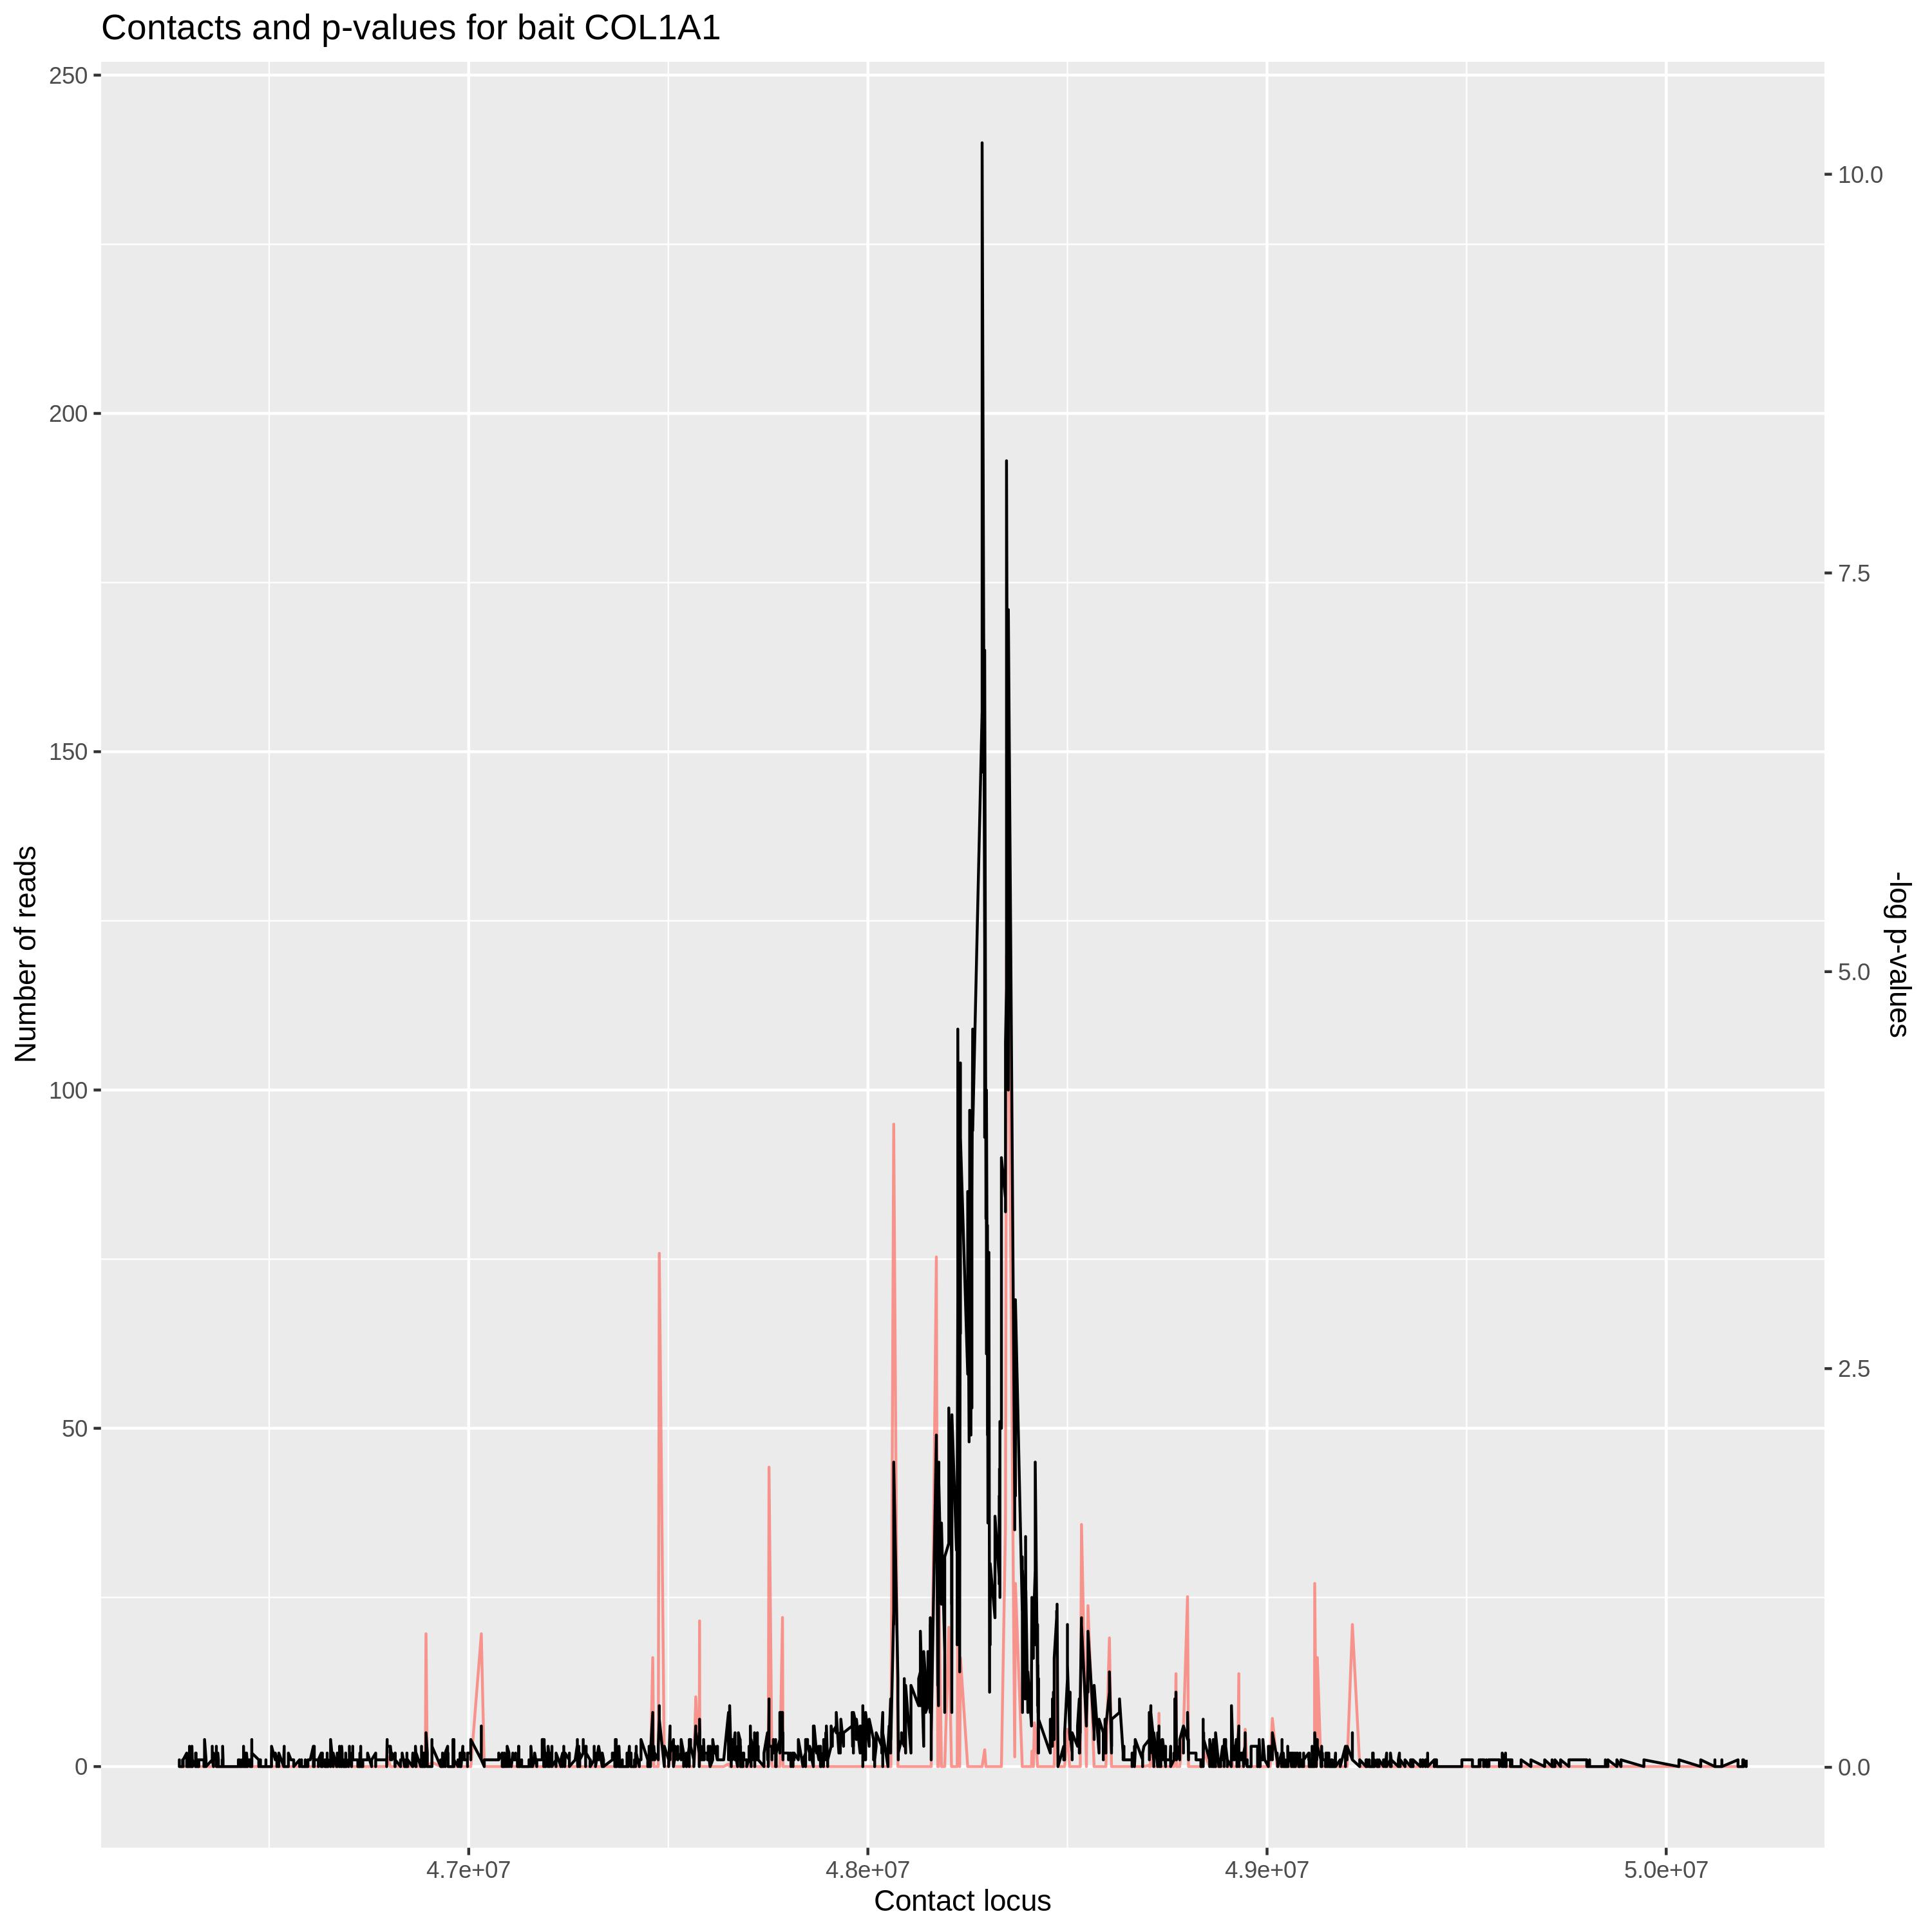 Contacts and p-values for bait COL1A1
250
200
150
100
50
0
Number of reads
10.0
7.5
5.0
2.5
0.0
-log p-values
4.7e+07
4.8e+07
4.9e+07
5.0e+07
Contact locus